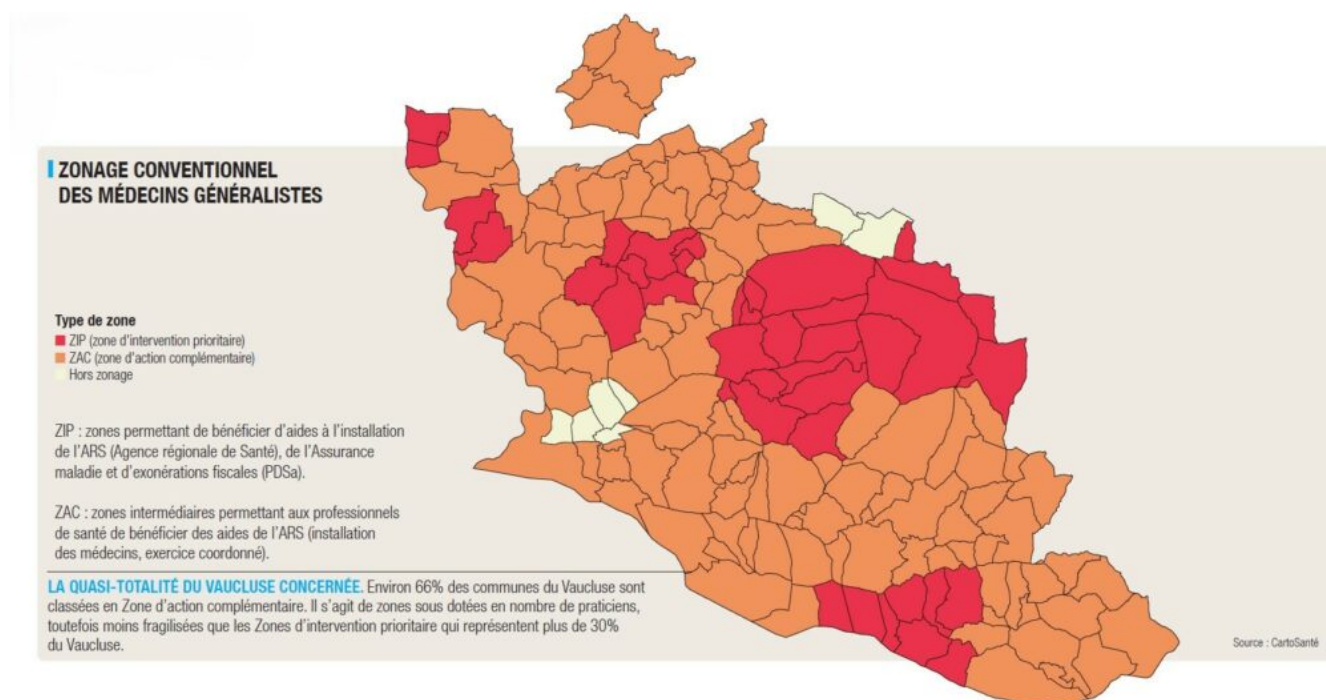 ZONAGE CONVENTIONNEL
DES MÉDECINS GÉNÉRALISTES
Type de zone
ZIP (zone d'intervention prioritaire)
ZAC (zone d'action complémentaire)
Hors zonage
ZIP : zones permettant de bénéficier d'aides à l'installation
de l'ARS (Agence régionale de Santé), de l'Assurance
maladie et d'exonérations fiscales (PDSa).
ZAC : zones intermédiaires permettant aux professionnels
de santé de bénéficier des aides de l'ARS (installation
des médecins, exercice coordonné).
LA QUASI-TOTALITÉ DU VAUCLUSE CONCERNÉE. Environ 66% des communes du Vaucluse sont
classées en Zone d'action complémentaire. Il s'agit de zones sous dotées en nombre de praticiens,
toutefois moins fragilisées que les Zones d'intervention prioritaire qui représentent plus de 30%
du Vaucluse.
Source : CartoSanté